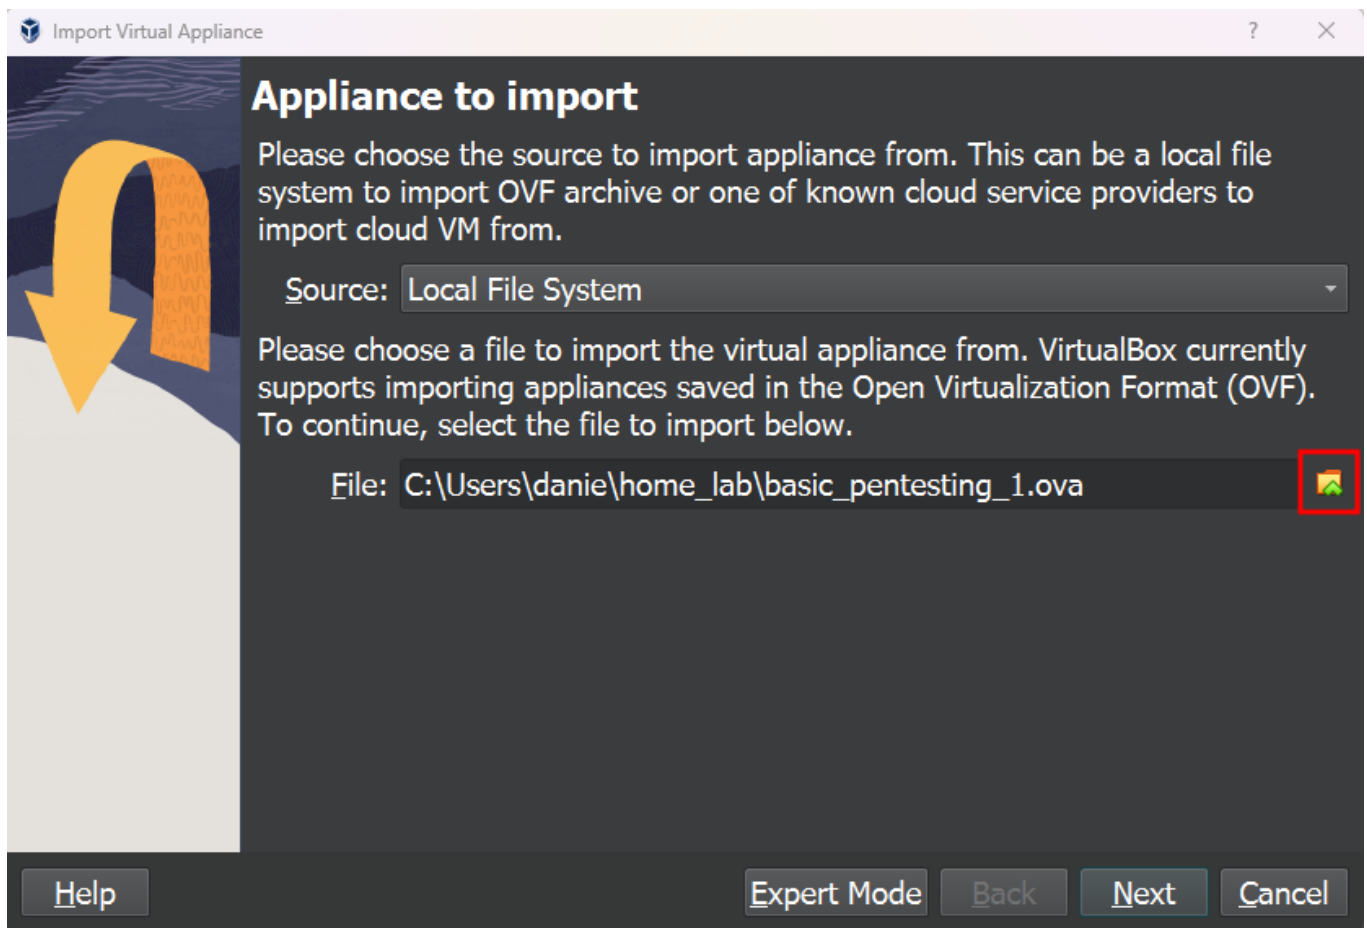 Import Virtual Appliance
?
Appliance to import
Please choose the source to import appliance from. This can be a local file
system to import OVF archive or one of known cloud service providers to
import cloud VM from.
Source: Local File System
Please choose a file to import the virtual appliance from. VirtualBox currently
supports importing appliances saved in the Open Virtualization Format (OVF).
To continue, select the file to import below.
File: C:\Users\danie\home_lab\basic_pentesting_1.ova
Help Expert Mode Back Next Cancel